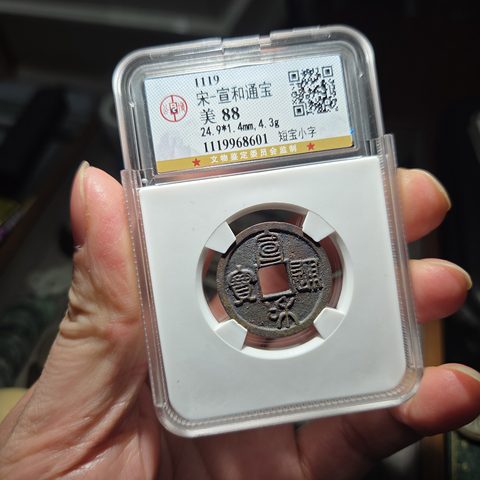 1119
宋-宣和通宝
美 88
24.9*1.4mm,4.3g
短宝小字
1119968601
★ 文物鉴定委员会监制 ★
宣和通寳